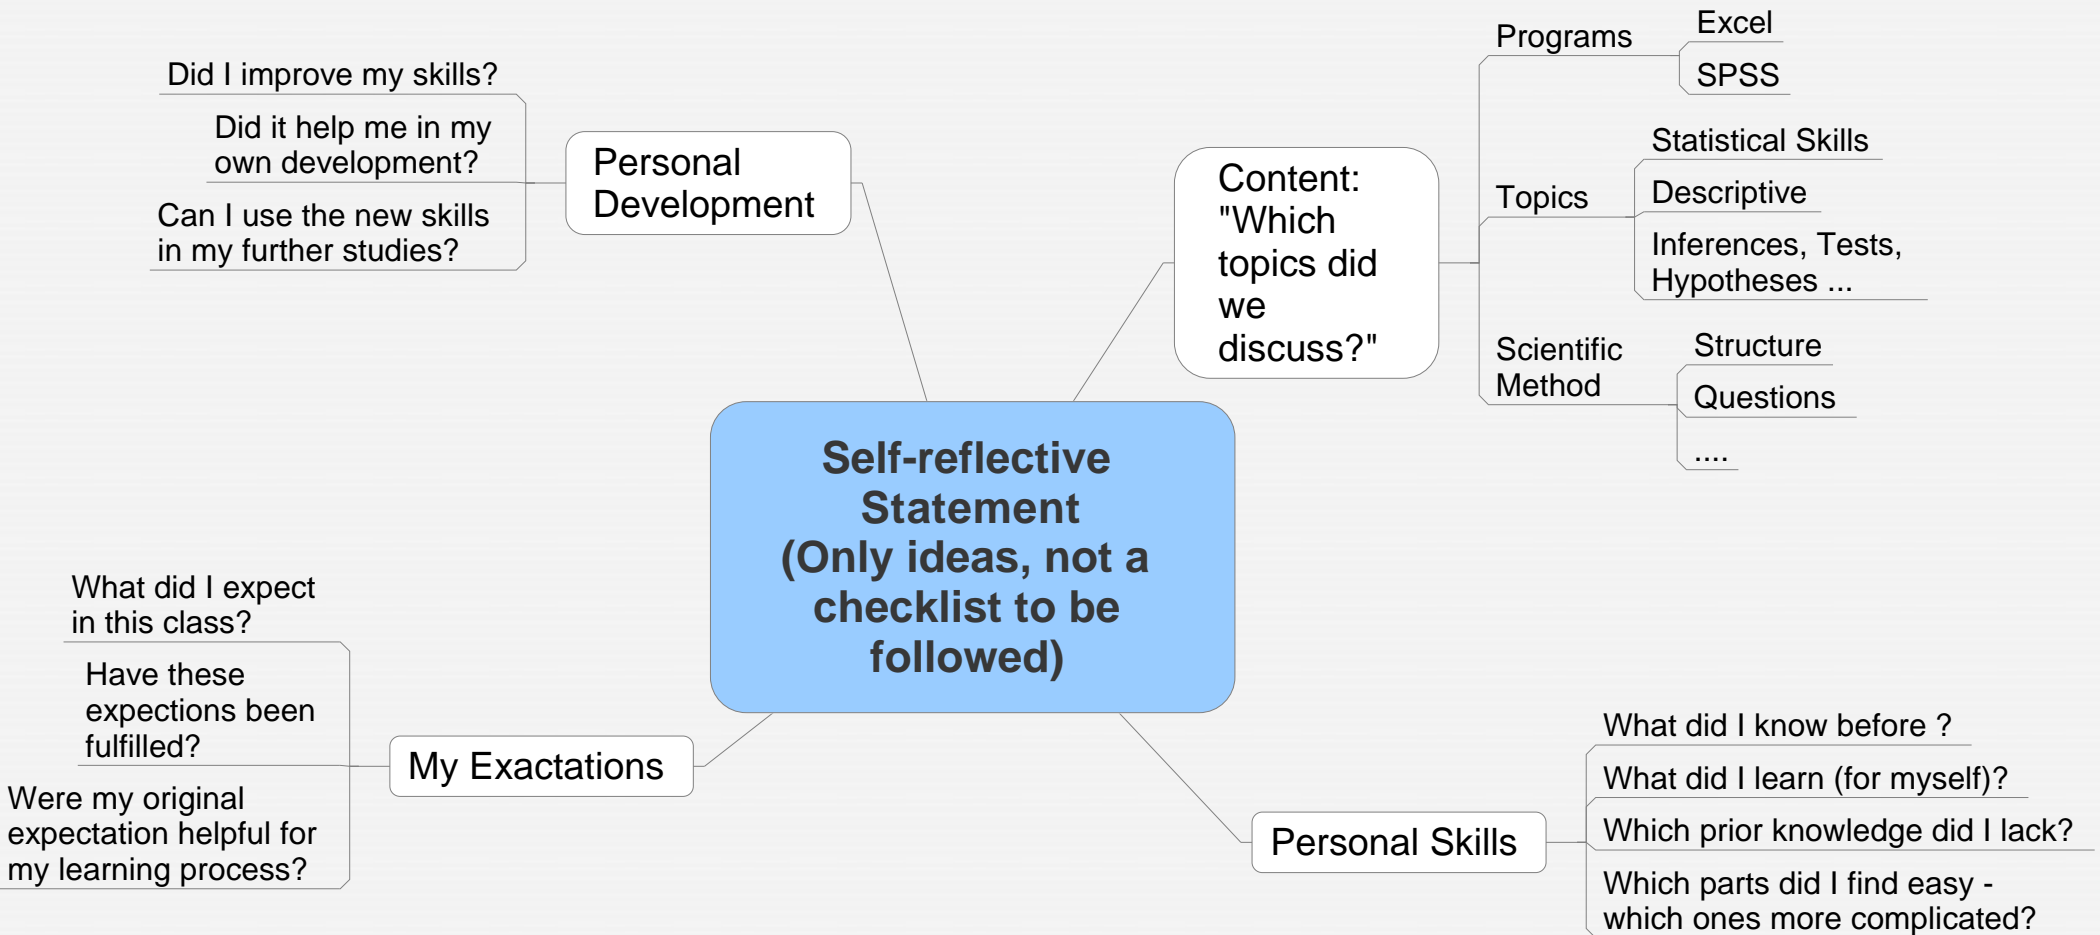 Did I improve my skills?
Did it help me in my
own development?
Can I use the new skills
in my further studies?
Personal
Development
Content:
"Which
topics did
we
discuss?"
Programs
Excel
SPSS
Topics
Statistical Skills
Descriptive
Inferences, Tests,
Hypotheses ...
Scientific
Method
Structure
Questions
....
Self-reflective
Statement
(Only ideas, not a
checklist to be
followed)
What did I expect
in this class?
Have these
expections been
fulfilled?
Were my original
expectation helpful for
my learning process?
My Exactations
Personal Skills
What did I know before ?
What did I learn (for myself)?
Which prior knowledge did I lack?
Which parts did I find easy -
which ones more complicated?